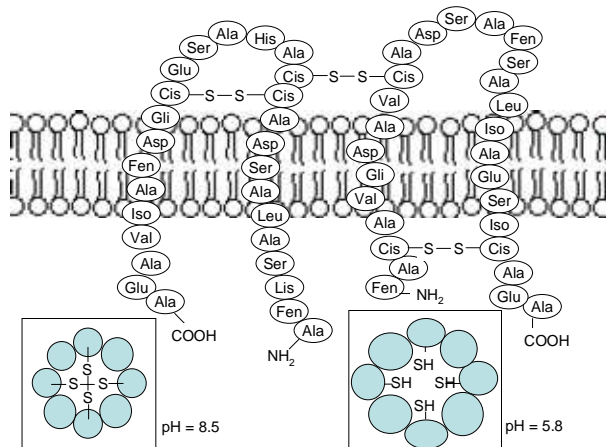 Ser
Asp Ala
Ala His Fen
Ser Ala Ala
Ser
Glu Cis S S Cis
Ala
Cis S S Cis Val
Leu
Gli Ala Ala Iso
Asp Asp Asp Ala
Fen Ser Gli Glu
Ala Ala Val Ser
Iso Leu Ala Iso
Val Ala Cis S S Cis
Ala Ser Ala Ala
Glu Lis Fen NH2 Glu
Ala Fen Ala
COOH Ala COOH
NH2
S
S S
S
pH = 8.5
SH
SH SH
SH
pH = 5.8